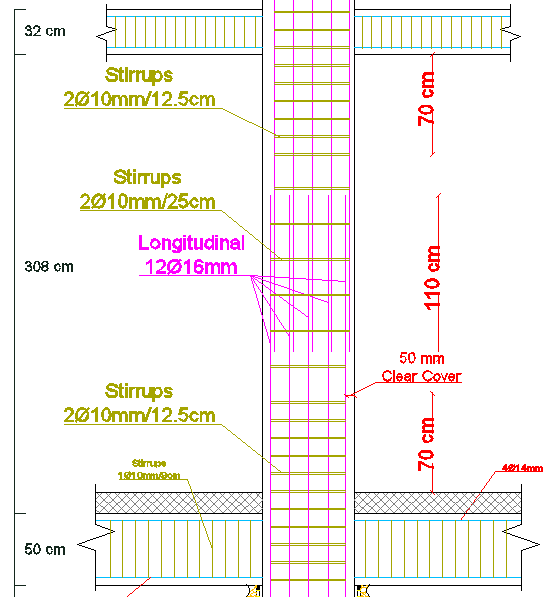 32 cm
Stirrups
2Ø10mm/12.5cm
70 cm
Stirrups
2Ø10mm/25cm
Longitudinal
12Ø16mm
308 cm
110 cm
50 mm
Clear Cover
Stirrups
2Ø10mm/12.5cm
70 cm
Stirrups
1Ø10mm/9cm
4Ø14mm
50 cm